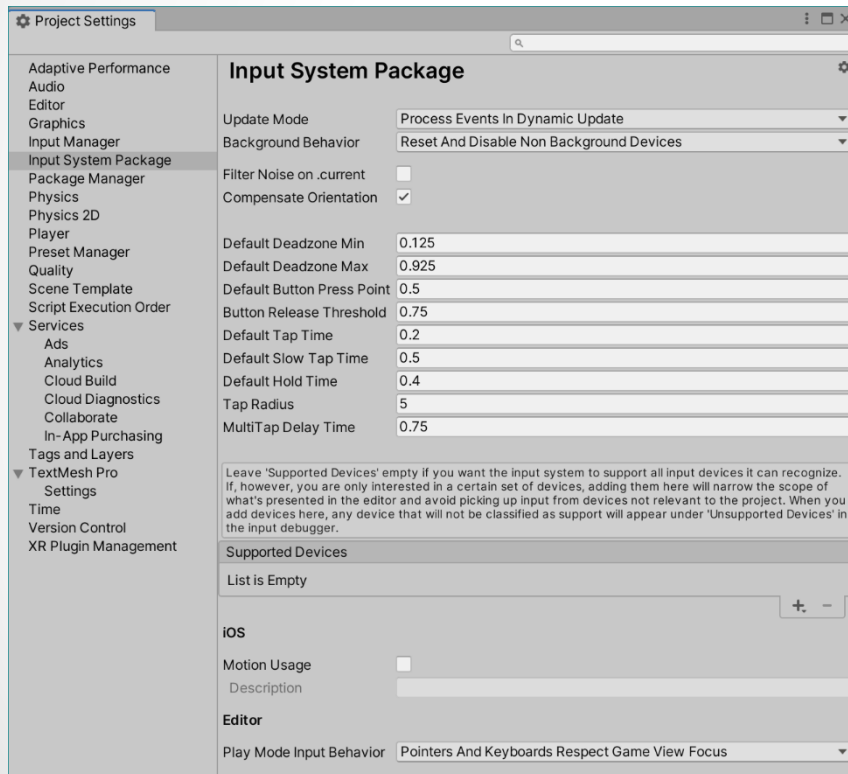 Project Settings
Adaptive Performance
Audio
Editor
Graphics
Input Manager
Input System Package
Package Manager
Physics
Physics 2D
Player
Preset Manager
Quality
Scene Template
Script Execution Order
Services
Ads
Analytics
Cloud Build
Cloud Diagnostics
Collaborate
In-App Purchasing
Tags and Layers
TextMesh Pro
Settings
Time
Version Control
XR Plugin Management
Input System Package
Update Mode Process Events In Dynamic Update
Background Behavior Reset And Disable Non Background Devices
Filter Noise on .current
Compensate Orientation
Default Deadzone Min 0.125
Default Deadzone Max 0.925
Default Button Press Point 0.5
Button Release Threshold 0.75
Default Tap Time 0.2
Default Slow Tap Time 0.5
Default Hold Time 0.4
Tap Radius 5
MultiTap Delay Time 0.75
Leave 'Supported Devices' empty if you want the input system to support all input devices it can recognize.
If, however, you are only interested in a certain set of devices, adding them here will narrow the scope of
what's presented in the editor and avoid picking up input from devices not relevant to the project. When you
add devices here, any device that will not be classified as support will appear under 'Unsupported Devices' in
the input debugger.
Supported Devices
List is Empty
iOS
Motion Usage
Description
Editor
Play Mode Input Behavior Pointers And Keyboards Respect Game View Focus